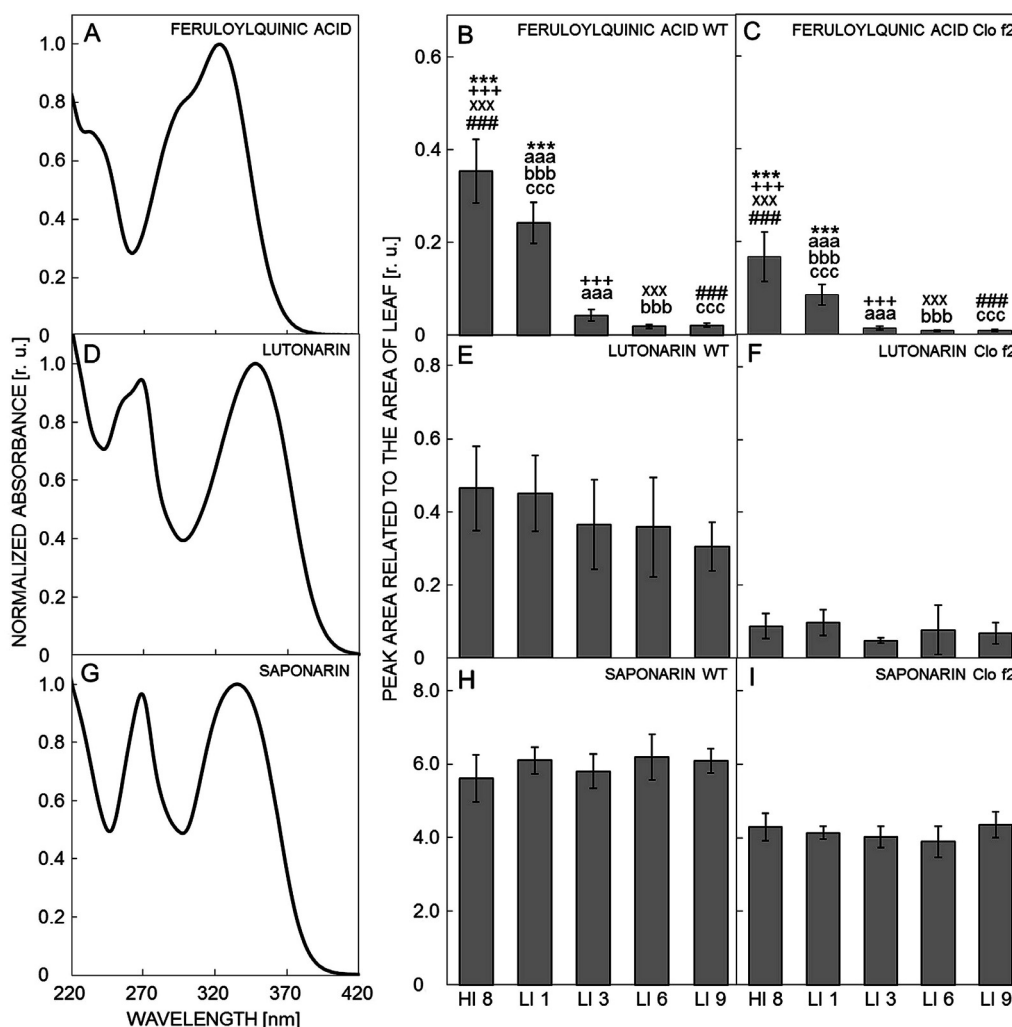 A
FERULOYLQUINIC ACID
1.0
0.8
0.6
0.4
0.2
0
D
LUTONARIN
1.0
0.8
0.6
0.4
0.2
0
G
SAPONARIN
1.0
0.8
0.6
0.4
0.2
0
220
270
320
370
420
WAVELENGTH [nm]
NORMALIZED ABSORBANCE [r. u.]
PEAK AREA RELATED TO THE AREA OF LEAF [r. u.]
B
FERULOYLQUINIC ACID WT
0.6
0.4
0.2
0
***
+++
xxx
###
***
aaa
bbb
ccc
+++
aaa
xxx
bbb
###
ccc
C
FERULOYLQUNIC ACID Clo f2
***
+++
xxx
###
***
aaa
bbb
ccc
+++
aaa
xxx
bbb
###
ccc
E
LUTONARIN WT
0.8
0.6
0.4
0.2
0
F
LUTONARIN Clo f2
H
SAPONARIN WT
8.0
6.0
4.0
2.0
0
HI 8
LI 1
LI 3
LI 6
LI 9
I
SAPONARIN Clo f2
HI 8
LI 1
LI 3
LI 6
LI 9